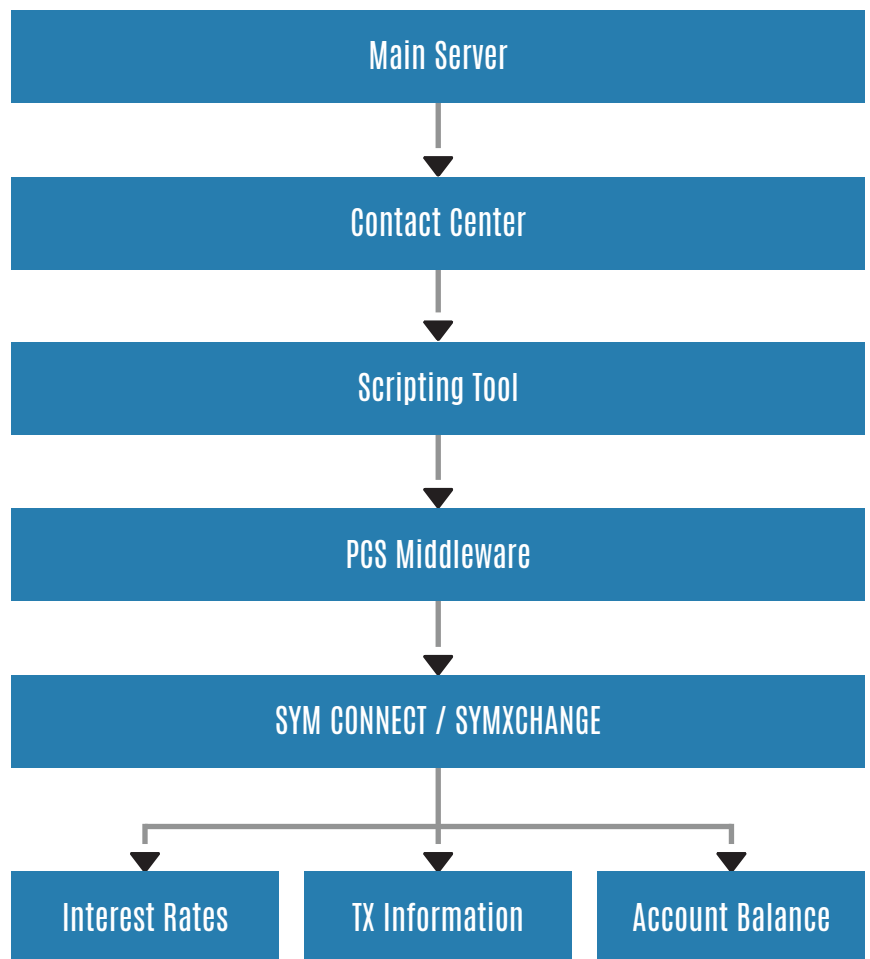 Main Server
Contact Center
Scripting Tool
PCS Middleware
SYM CONNECT / SYMXCHANGE
Interest Rates
TX Information
Account Balance